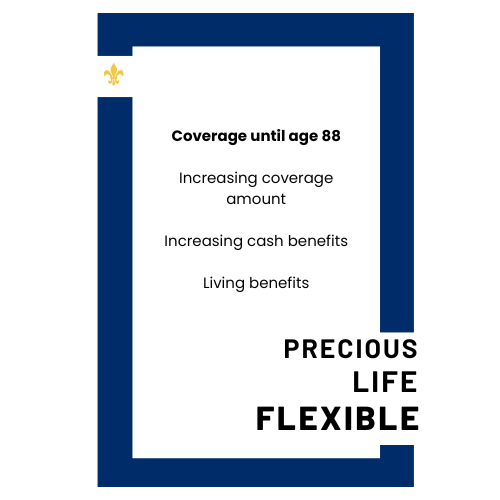 Coverage until age 88
Increasing coverage
amount
Increasing cash benefits
Living benefits
PRECIOUS
LIFE
FLEXIBLE